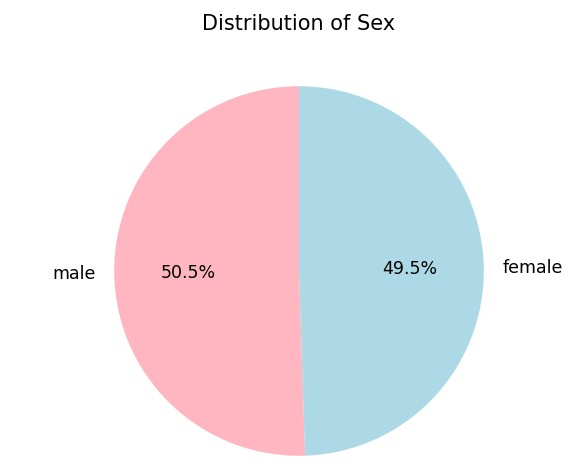 Distribution of Sex
male
50.5%
49.5%
female